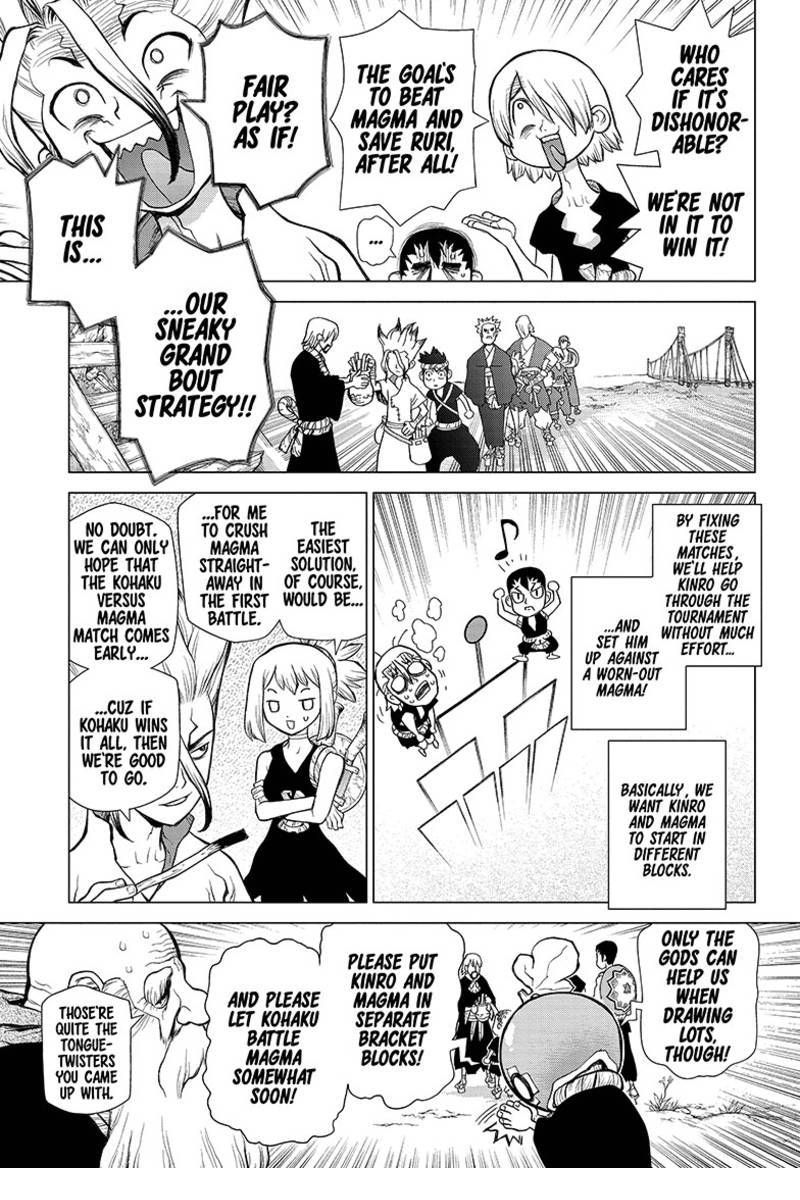 WHO
CARES
IF IT'S
DISHONOR-
ABLE?
WE'RE NOT
IN IT TO
WIN IT!
THE GOAL'S
TO BEAT
MAGMA AND
SAVE RURI,
AFTER ALL!
...
FAIR
PLAY?
AS IF!
THIS
IS...
...OUR
SNEAKY
GRAND
BOUT
STRATEGY!!
BY FIXING
THESE
MATCHES,
WE'LL HELP
KINRO GO
THROUGH THE
TOURNAMENT
WITHOUT MUCH
EFFORT...
...AND
SET HIM
UP AGAINST
A WORN-OUT
MAGMA!
BASICALLY, WE
WANT KINRO
AND MAGMA
TO START IN
DIFFERENT
BLOCKS.
THE
EASIEST
SOLUTION,
OF COURSE,
WOULD BE...
...FOR ME
TO CRUSH
MAGMA
STRAIGHT-
AWAY IN
THE FIRST
BATTLE.
NO DOUBT.
WE CAN ONLY
HOPE THAT
THE KOHAKU
VERSUS
MAGMA
MATCH COMES
EARLY...
...CUZ IF
KOHAKU WINS
IT ALL, THEN
WE'RE GOOD
TO GO.
ONLY THE
GODS CAN
HELP US
WHEN
DRAWING
LOTS,
THOUGH!
PLEASE PUT
KINRO AND
MAGMA IN
SEPARATE
BRACKET
BLOCKS!
AND PLEASE
LET KOHAKU
BATTLE
MAGMA
SOMEWHAT
SOON!
THOSE'RE
QUITE THE
TONGUE-
TWISTERS
YOU CAME
UP WITH.